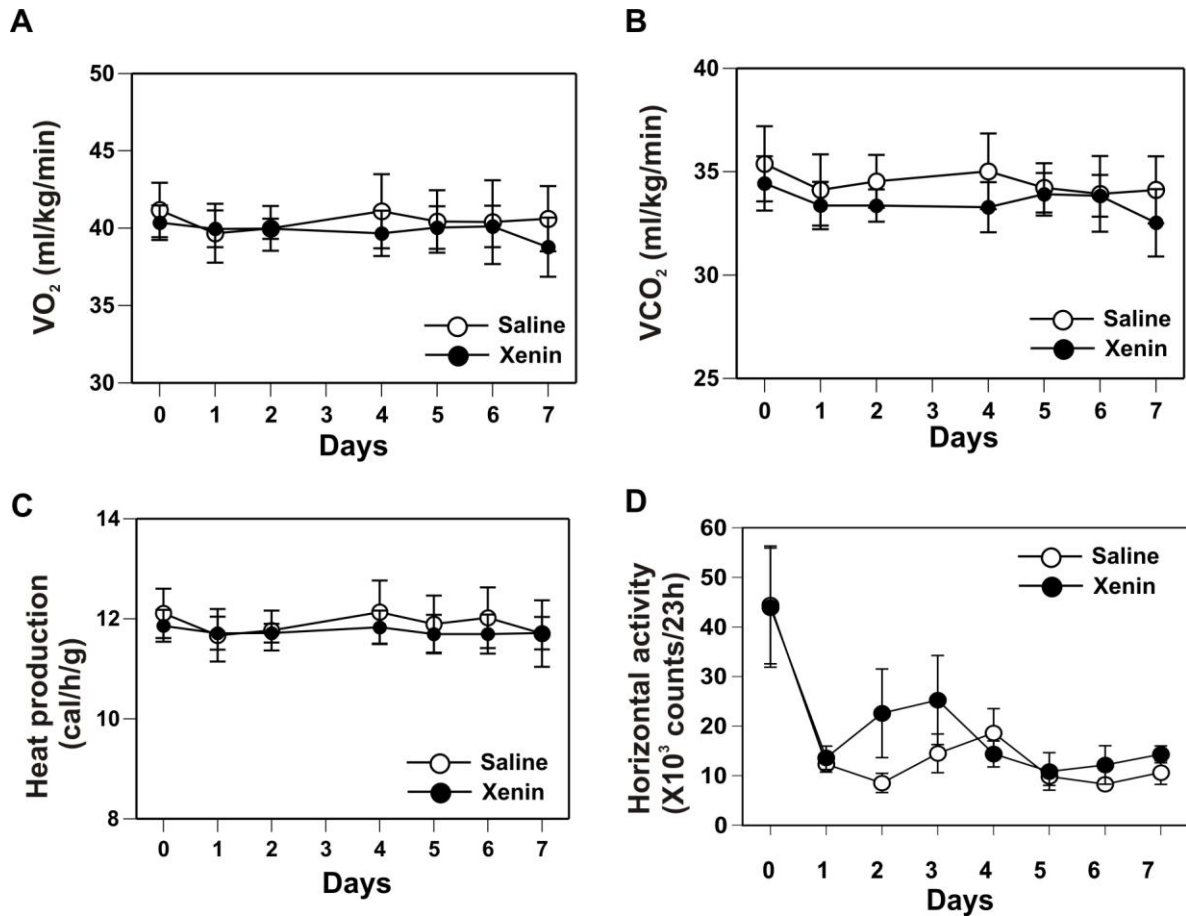 A
VO₂ (ml/kg/min)
50
45
40
35
30
Saline
Xenin
0 1 2 3 4 5 6 7
Days
B
VCO₂ (ml/kg/min)
40
35
30
25
Saline
Xenin
0 1 2 3 4 5 6 7
Days
C
Heat production
(cal/h/g)
14
12
10
8
Saline
Xenin
0 1 2 3 4 5 6 7
Days
D
Horizontal activity
(X10³ counts/23h)
60
50
40
30
20
10
0
Saline
Xenin
0 1 2 3 4 5 6 7
Days